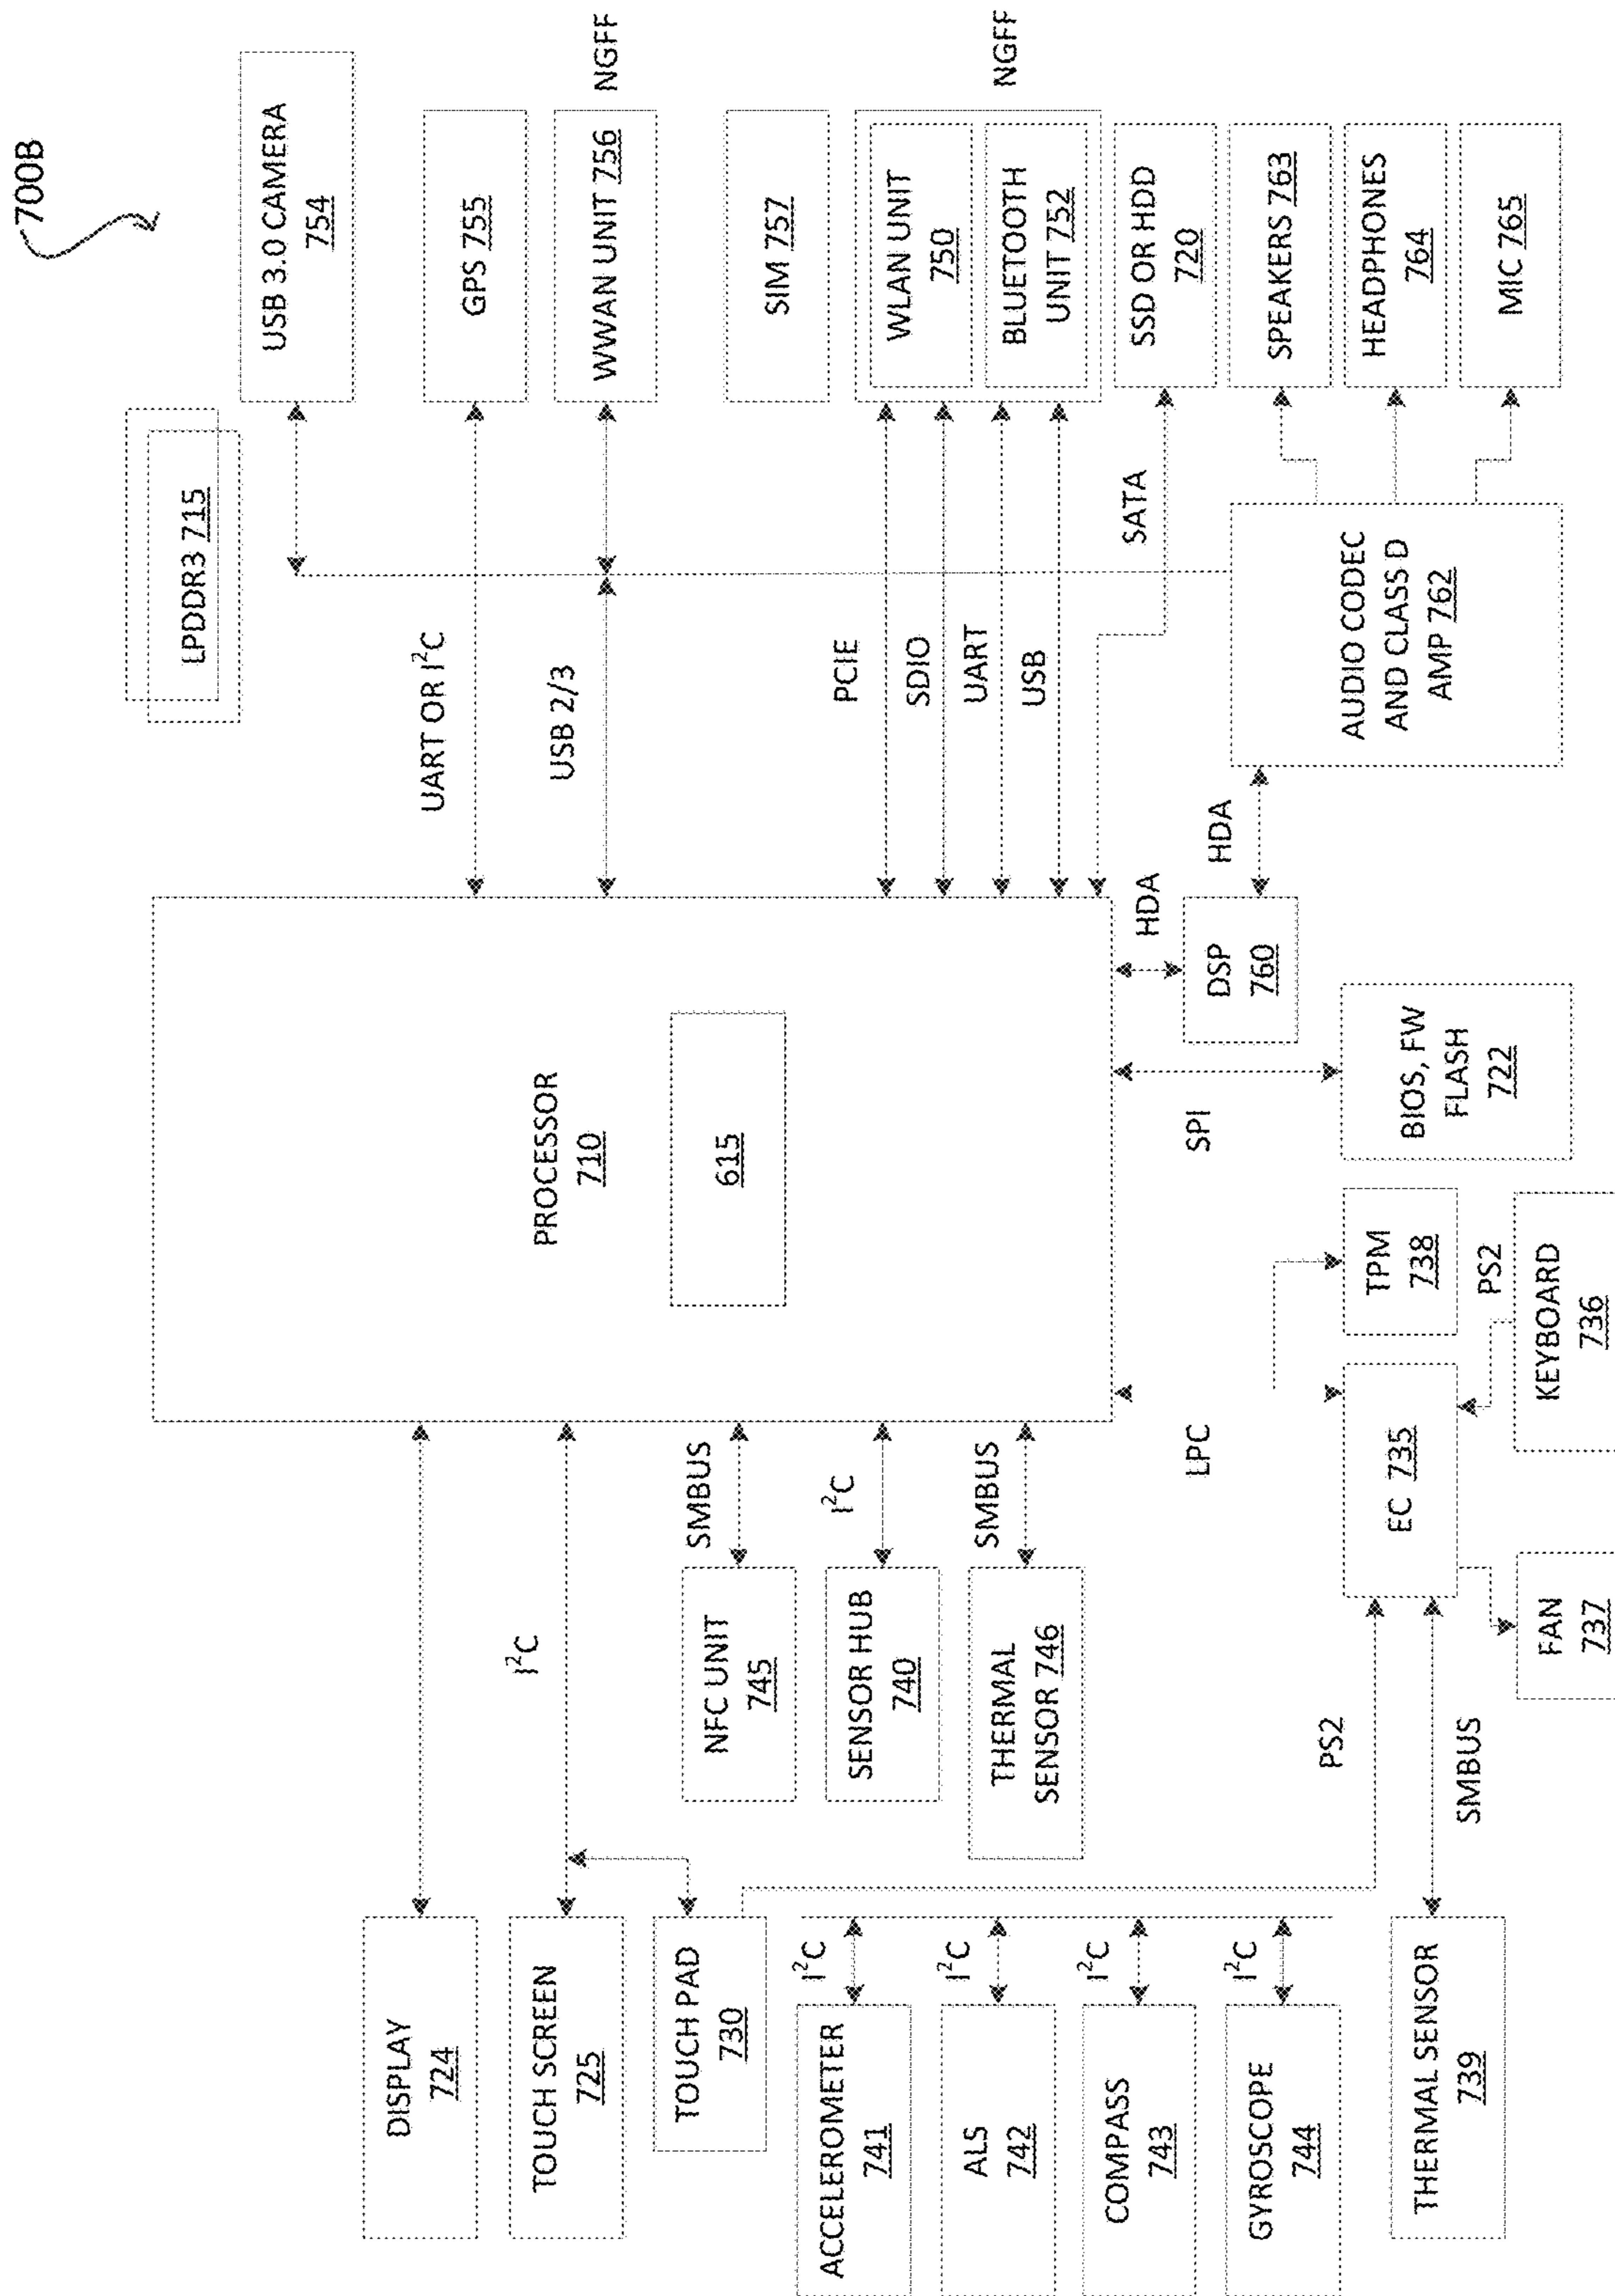 700B
LPDDR3 715
USB 3.0 CAMERA
754
UART OR I²C
GPS 755
USB 2/3
WWAN UNIT 756
NGFF
SIM 757
PCIE
SDIO
UART
USB
WLAN UNIT
750
BLUETOOTH
UNIT 752
NGFF
SATA
SSD OR HDD
720
SPEAKERS 763
HEADPHONES
764
MIC 765
AUDIO CODEC
AND CLASS D
AMP 762
HDA
HDA
DSP
760
PROCESSOR
710
615
SPI
BIOS, FW
FLASH
722
LPC
TPM
738
PS2
KEYBOARD
736
EC 735
FAN
737
DISPLAY
724
I²C
TOUCH SCREEN
725
TOUCH PAD
730
SMBUS
NFC UNIT
745
I²C
SENSOR HUB
740
SMBUS
THERMAL
SENSOR 746
PS2
SMBUS
I²C
ACCELEROMETER
741
I²C
ALS
742
I²C
COMPASS
743
I²C
GYROSCOPE
744
THERMAL SENSOR
739